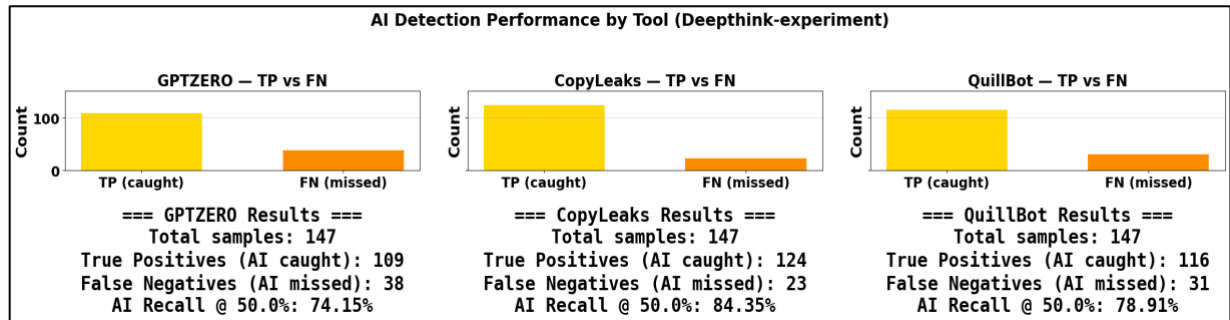 AI Detection Performance by Tool (Deepthink-experiment)
GPTZERO — TP vs FN
Count
100
0
TP (caught)
FN (missed)
=== GPTZERO Results ===
Total samples: 147
True Positives (AI caught): 109
False Negatives (AI missed): 38
AI Recall @ 50.0%: 74.15%
CopyLeaks — TP vs FN
Count
TP (caught)
FN (missed)
=== CopyLeaks Results ===
Total samples: 147
True Positives (AI caught): 124
False Negatives (AI missed): 23
AI Recall @ 50.0%: 84.35%
QuillBot — TP vs FN
Count
TP (caught)
FN (missed)
=== QuillBot Results ===
Total samples: 147
True Positives (AI caught): 116
False Negatives (AI missed): 31
AI Recall @ 50.0%: 78.91%